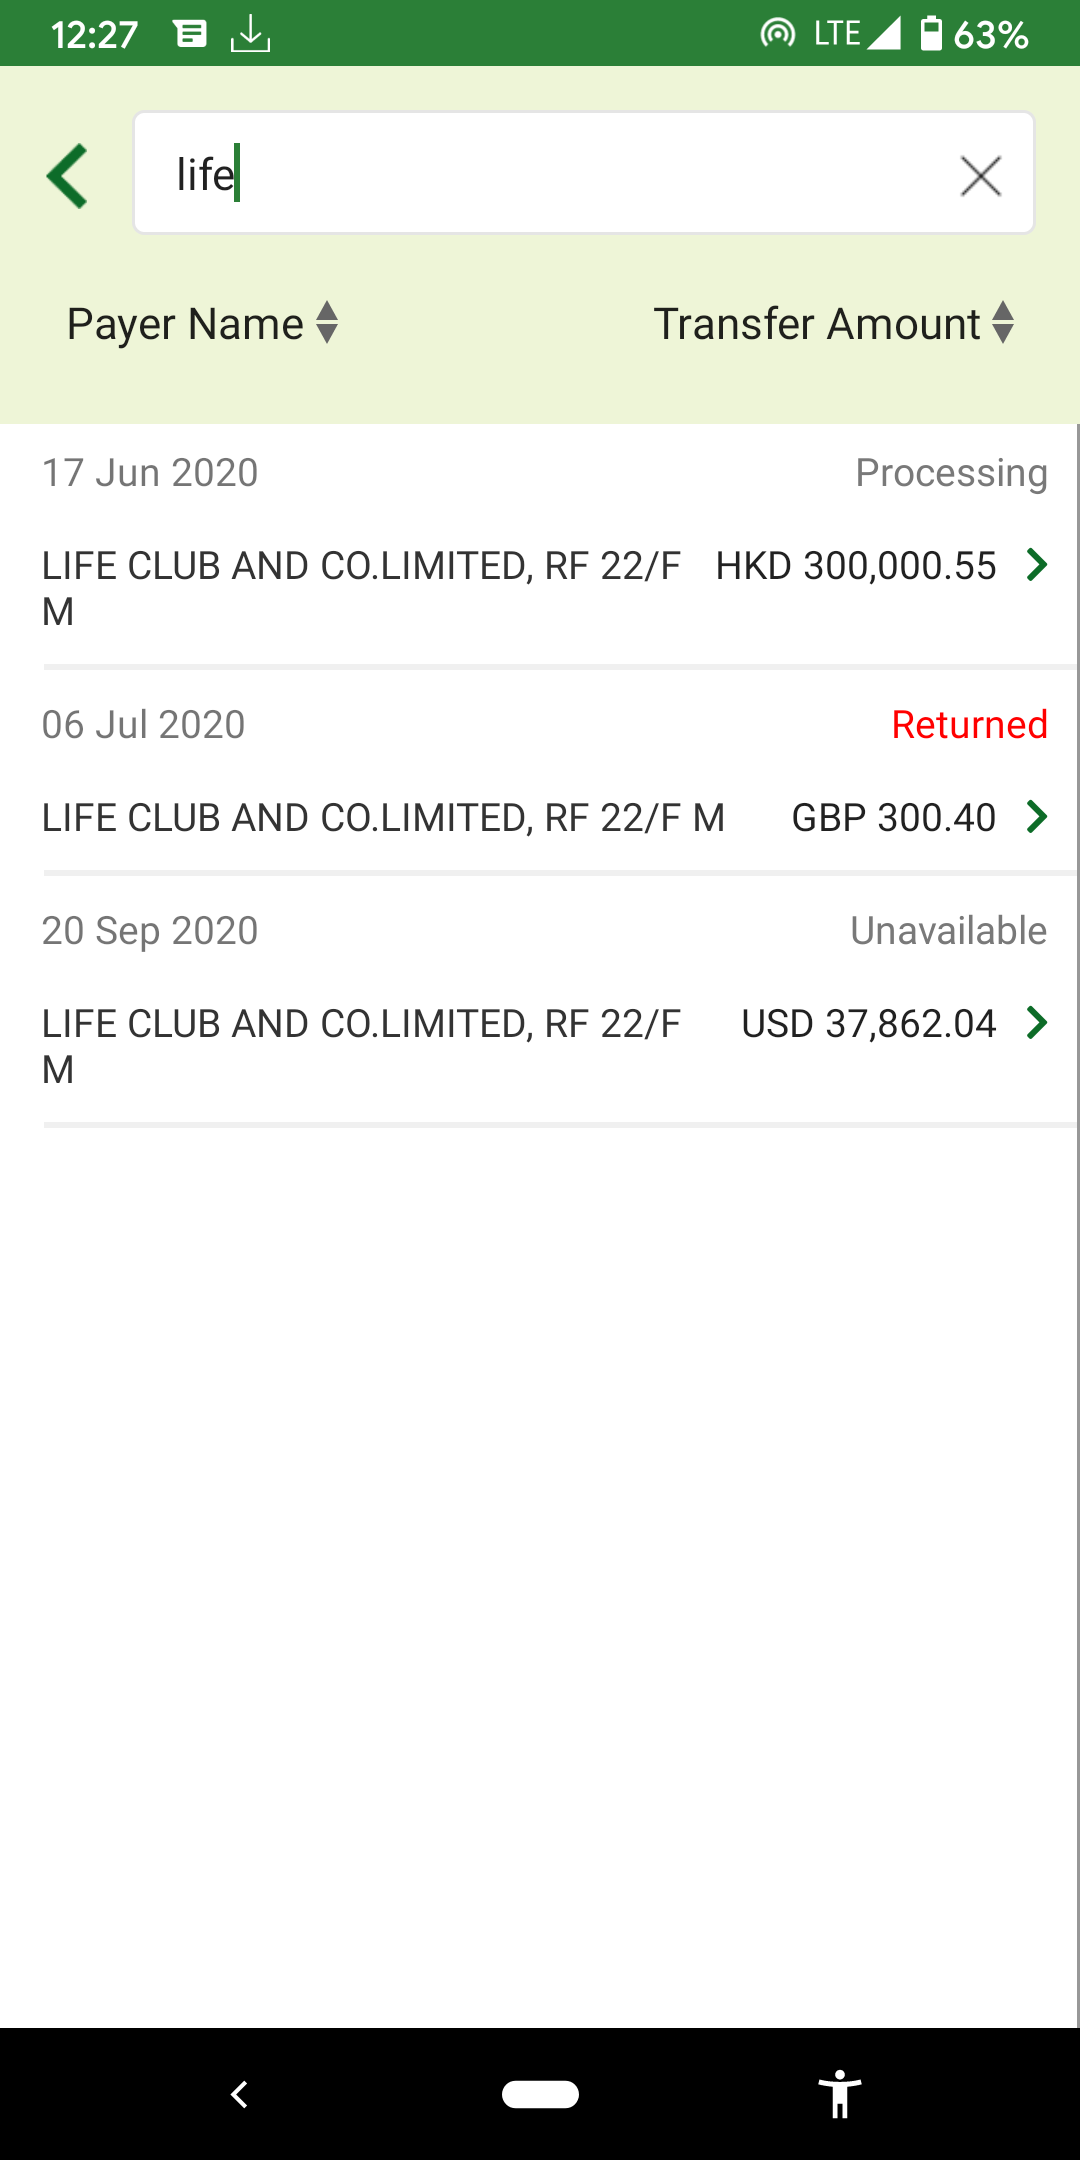 12:27 LTE 63%
life
Payer Name Transfer Amount
17 Jun 2020 Processing
LIFE CLUB AND CO.LIMITED, RF 22/F HKD 300,000.55
M
06 Jul 2020 Returned
LIFE CLUB AND CO.LIMITED, RF 22/F M GBP 300.40
20 Sep 2020 Unavailable
LIFE CLUB AND CO.LIMITED, RF 22/F USD 37,862.04
M